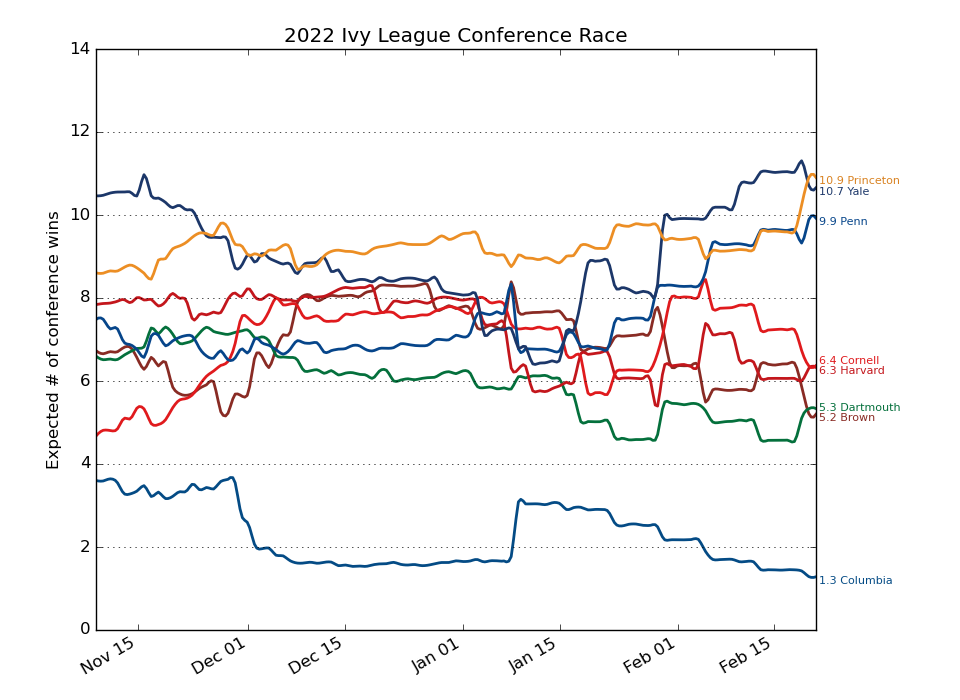 2022 Ivy League Conference Race
Expected # of conference wins
14
12
10
8
6
4
2
0
10.9 Princeton
10.7 Yale
9.9 Penn
6.4 Cornell
6.3 Harvard
5.3 Dartmouth
5.2 Brown
1.3 Columbia
Nov 15
Dec 01
Dec 15
Jan 01
Jan 15
Feb 01
Feb 15